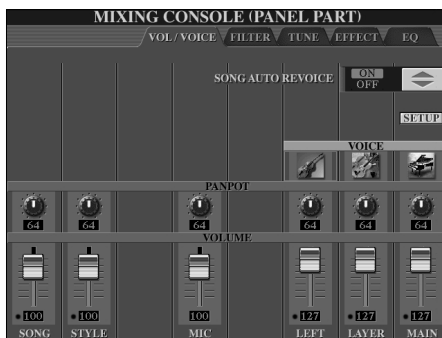 MIXING CONSOLE (PANEL PART)
VOL / VOICE FILTER TUNE EFFECT EQ
SONG AUTO REVOICE ON
OFF
SETUP
VOICE
PANPOT
64 64 64 64 64 64
VOLUME
100 100 100 127 127 127
SONG STYLE MIC LEFT LAYER MAIN